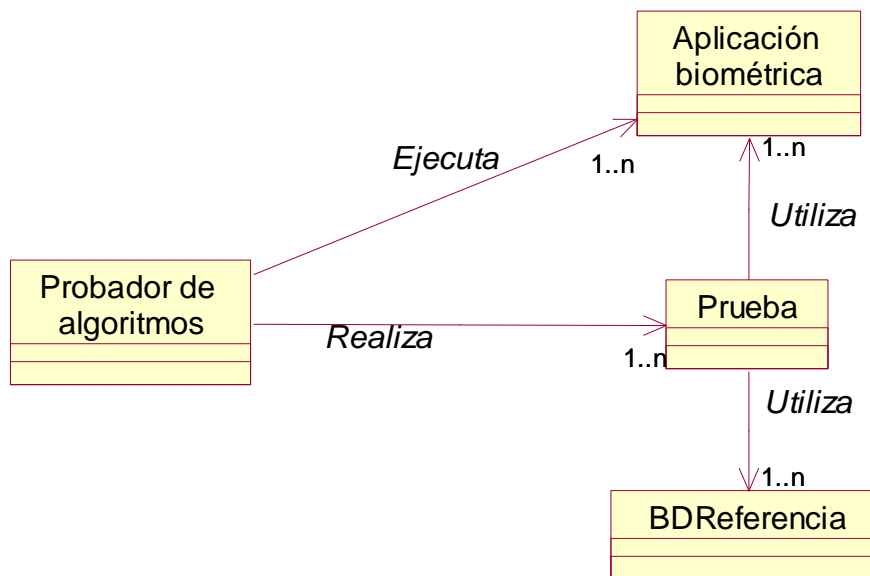 Aplicación
biométrica
Ejecuta
1..n
1..n
Utiliza
Probador de
algoritmos
Prueba
Realiza
1..n
Utiliza
1..n
BDReferencia